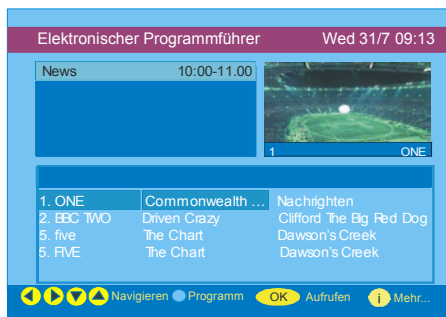 Elektronischer Programmführer Wed 31/7 09:13
News 10:00-11.00
1 ONE
1. ONE Commonwealth ... Nachrighten
2. BBC TWO Driven Crazy Clifford The Big Red Dog
5. five The Chart Dawson's Creek
5. FIVE The Chart Dawson's Creek
Navigieren Programm OK Aufrufen i Mehr...